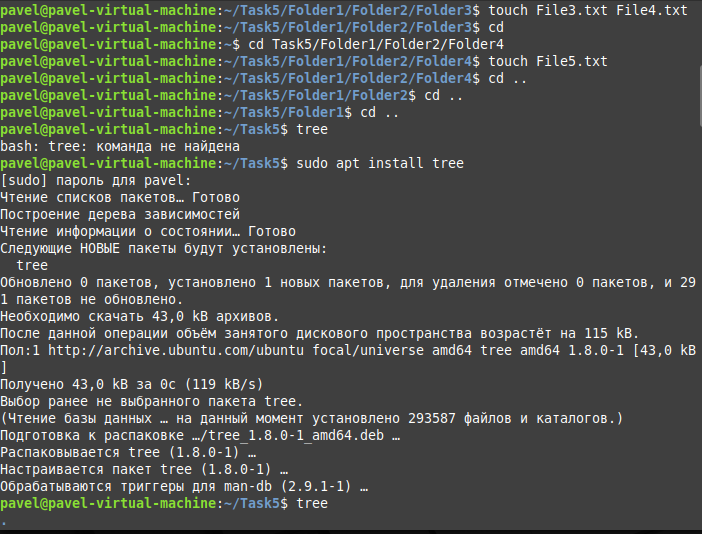 pavel@pavel-virtual-machine:~/Task5/Folder1/Folder2/Folder3$ touch File3.txt File4.txt
pavel@pavel-virtual-machine:~/Task5/Folder1/Folder2/Folder3$ cd
pavel@pavel-virtual-machine:~$ cd Task5/Folder1/Folder2/Folder4
pavel@pavel-virtual-machine:~/Task5/Folder1/Folder2/Folder4$ touch File5.txt
pavel@pavel-virtual-machine:~/Task5/Folder1/Folder2/Folder4$ cd ..
pavel@pavel-virtual-machine:~/Task5/Folder1/Folder2$ cd ..
pavel@pavel-virtual-machine:~/Task5/Folder1$ cd ..
pavel@pavel-virtual-machine:~/Task5$ tree
bash: tree: команда не найдена
pavel@pavel-virtual-machine:~/Task5$ sudo apt install tree
[sudo] пароль для pavel:
Чтение списков пакетов… Готово
Построение дерева зависимостей
Чтение информации о состоянии… Готово
Следующие НОВЫЕ пакеты будут установлены:
  tree
Обновлено 0 пакетов, установлено 1 новых пакетов, для удаления отмечено 0 пакетов, и 29
1 пакетов не обновлено.
Необходимо скачать 43,0 kB архивов.
После данной операции объём занятого дискового пространства возрастёт на 115 kB.
Пол:1 http://archive.ubuntu.com/ubuntu focal/universe amd64 tree amd64 1.8.0-1 [43,0 kB
]
Получено 43,0 kB за 0с (119 kB/s)
Выбор ранее не выбранного пакета tree.
(Чтение базы данных … на данный момент установлено 293587 файлов и каталогов.)
Подготовка к распаковке …/tree_1.8.0-1_amd64.deb …
Распаковывается tree (1.8.0-1) …
Настраивается пакет tree (1.8.0-1) …
Обрабатываются триггеры для man-db (2.9.1-1) …
pavel@pavel-virtual-machine:~/Task5$ tree
.